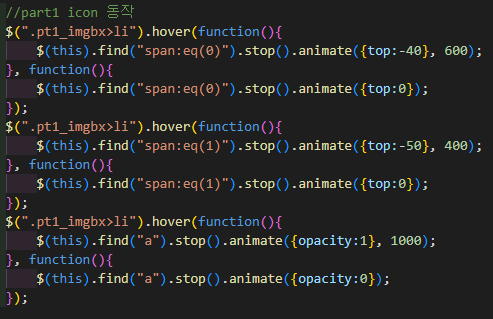 //part1 icon 동작
$(".pt1_imgbx>li").hover(function(){
    $(this).find("span:eq(0)").stop().animate({top:-40}, 600);
}, function(){
    $(this).find("span:eq(0)").stop().animate({top:0});
});
$(".pt1_imgbx>li").hover(function(){
    $(this).find("span:eq(1)").stop().animate({top:-50}, 400);
}, function(){
    $(this).find("span:eq(1)").stop().animate({top:0});
});
$(".pt1_imgbx>li").hover(function(){
    $(this).find("a").stop().animate({opacity:1}, 1000);
}, function(){
    $(this).find("a").stop().animate({opacity:0});
});